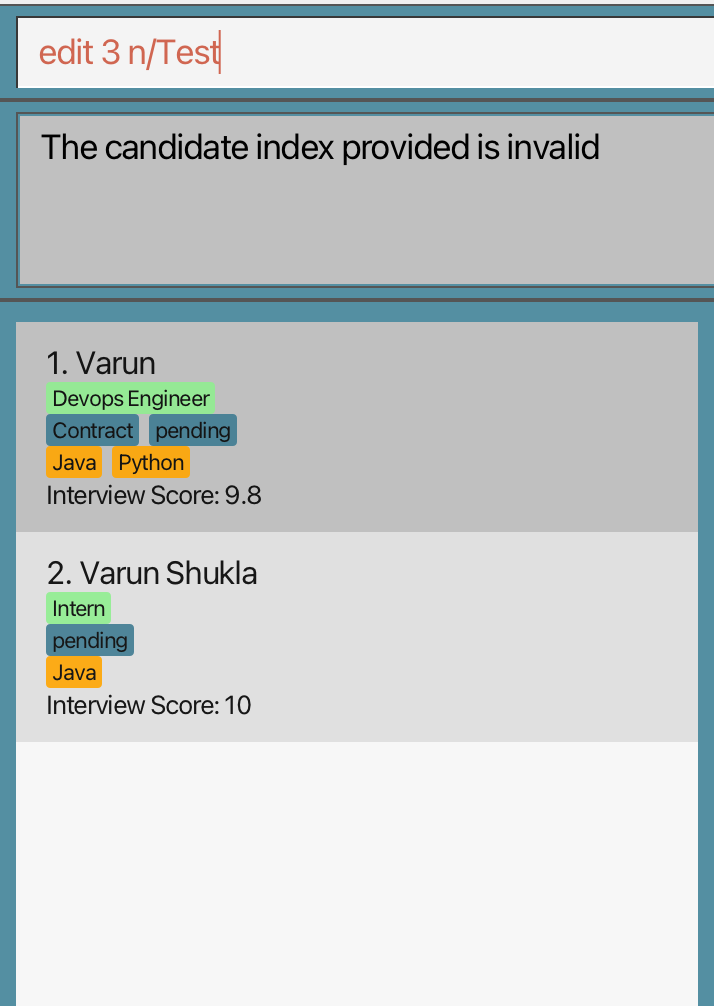 edit 3 n/Test
The candidate index provided is invalid
1. Varun
Devops Engineer
Contract pending
Java Python
Interview Score: 9.8
2. Varun Shukla
Intern
pending
Java
Interview Score: 10